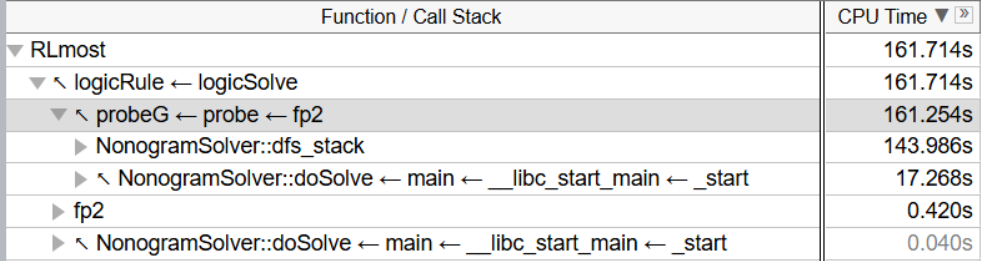 Function / Call Stack CPU Time ▼ »
RLmost 161.714s
↖ logicRule ← logicSolve 161.714s
↖ probeG ← probe ← fp2 161.254s
NonogramSolver::dfs_stack 143.986s
↖ NonogramSolver::doSolve ← main ← __libc_start_main ← _start 17.268s
fp2 0.420s
↖ NonogramSolver::doSolve ← main ← __libc_start_main ← _start 0.040s